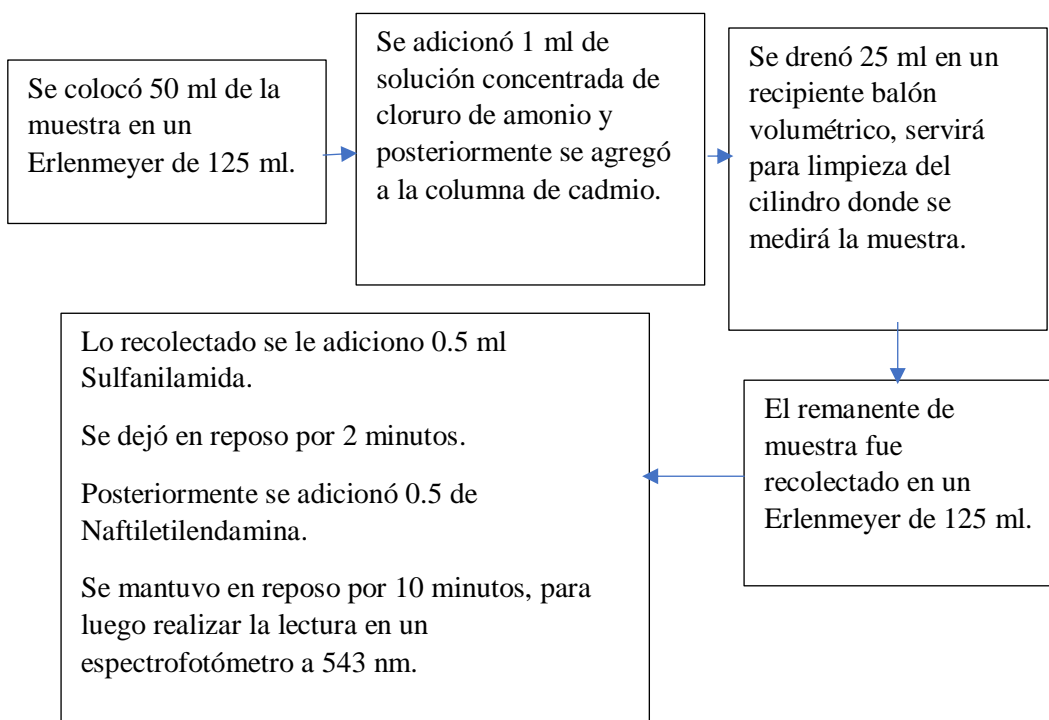 Se colocó 50 ml de la
muestra en un
Erlenmeyer de 125 ml.
Se adicionó 1 ml de
solución concentrada de
cloruro de amonio y
posteriormente se agregó
a la columna de cadmio.
Se drenó 25 ml en un
recipiente balón
volumétrico, servirá
para limpieza del
cilindro donde se
medirá la muestra.
El remanente de
muestra fue
recolectado en un
Erlenmeyer de 125 ml.
Lo recolectado se le adiciono 0.5 ml
Sulfanilamida.
Se dejó en reposo por 2 minutos.
Posteriormente se adicionó 0.5 de
Naftiletilendamina.
Se mantuvo en reposo por 10 minutos, para
luego realizar la lectura en un
espectrofotómetro a 543 nm.